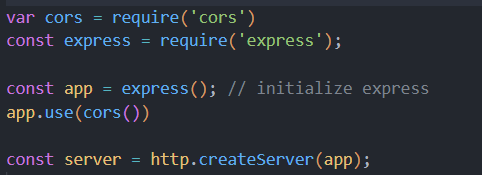 var cors = require('cors')
const express = require('express');
const app = express(); // initialize express
app.use(cors())
const server = http.createServer(app);